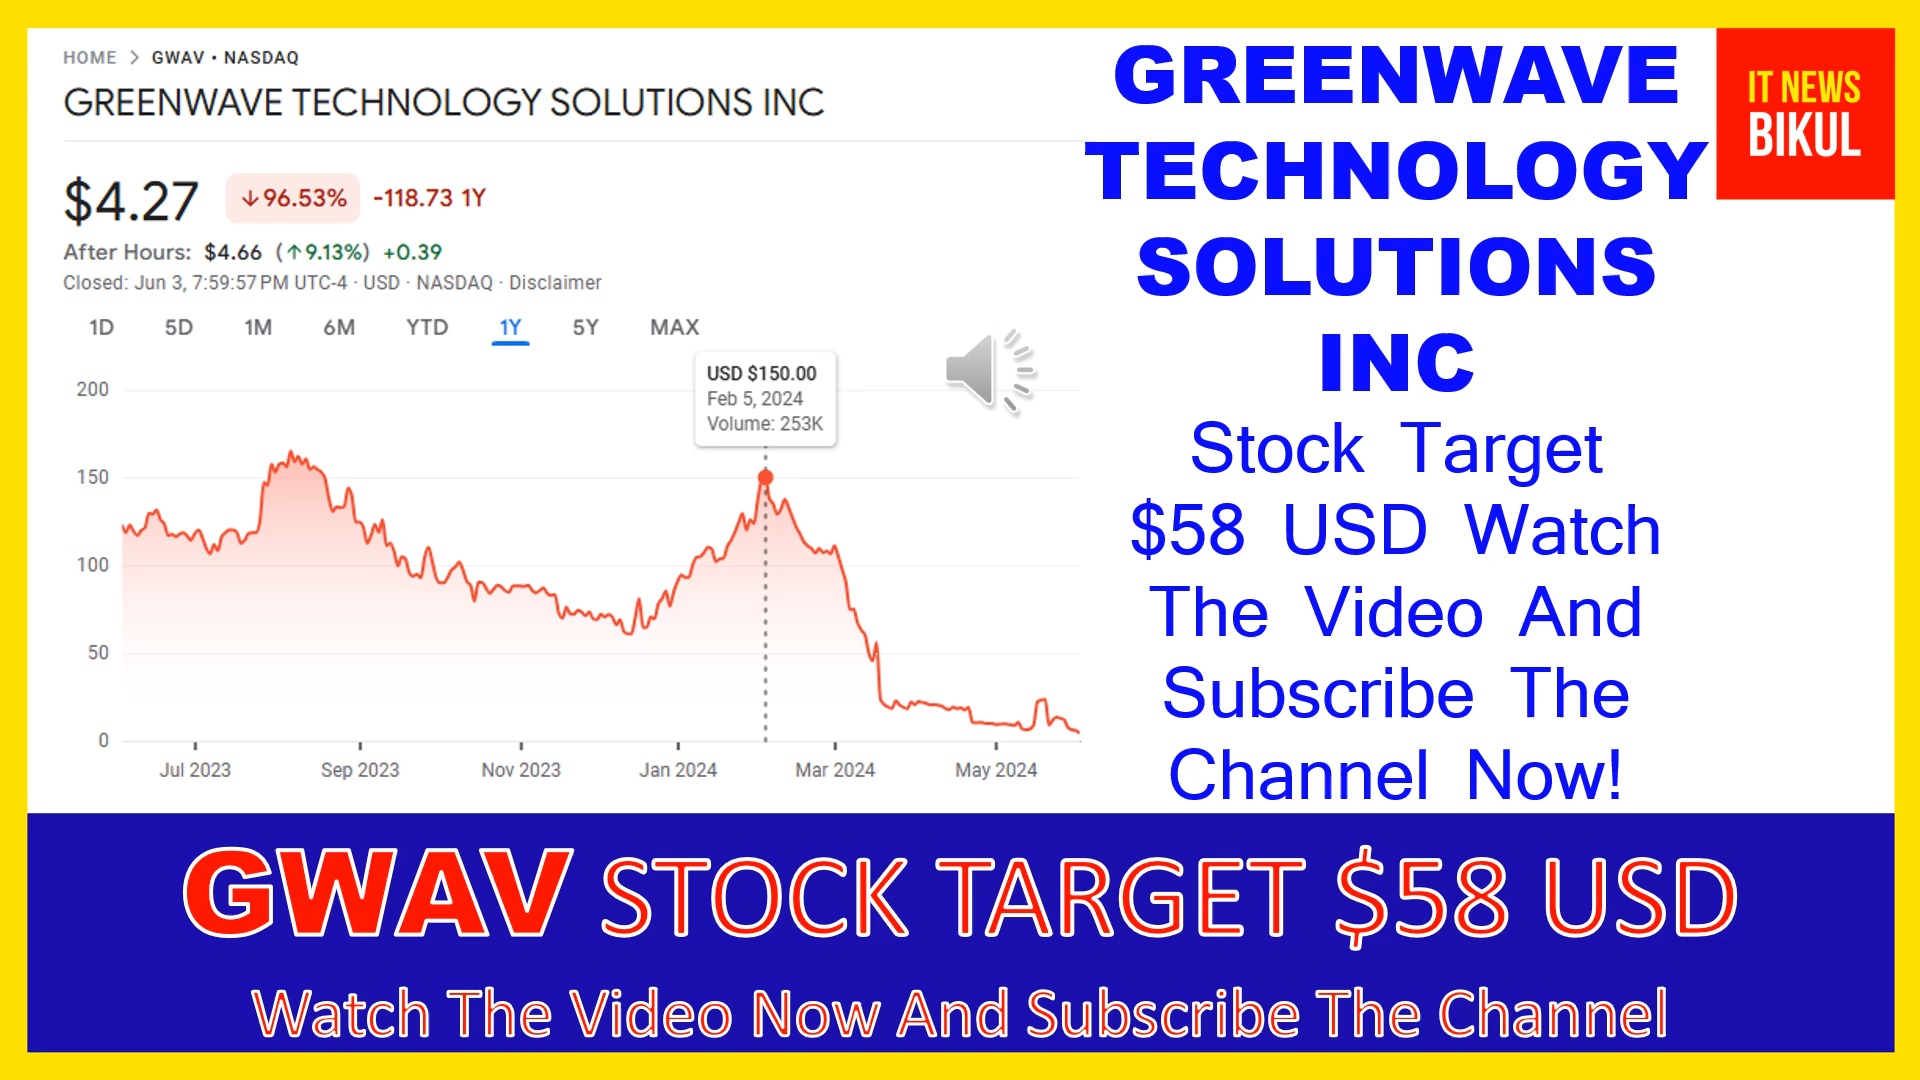 HOME > GWAV • NASDAQ
GREENWAVE TECHNOLOGY SOLUTIONS INC
$4.27 ↓96.53% -118.73 1Y
After Hours: $4.66 (↑9.13%) +0.39
Closed: Jun 3, 7:59:57 PM UTC-4 · USD · NASDAQ · Disclaimer
1D 5D 1M 6M YTD 1Y 5Y MAX
USD $150.00
Feb 5, 2024
Volume: 253K
200
150
100
50
0
Jul 2023 Sep 2023 Nov 2023 Jan 2024 Mar 2024 May 2024
GREENWAVE
TECHNOLOGY
SOLUTIONS
INC
Stock Target
$58 USD Watch
The Video And
Subscribe The
Channel Now!
IT NEWS
BIKUL
GWAV STOCK TARGET $58 USD
Watch The Video Now And Subscribe The Channel